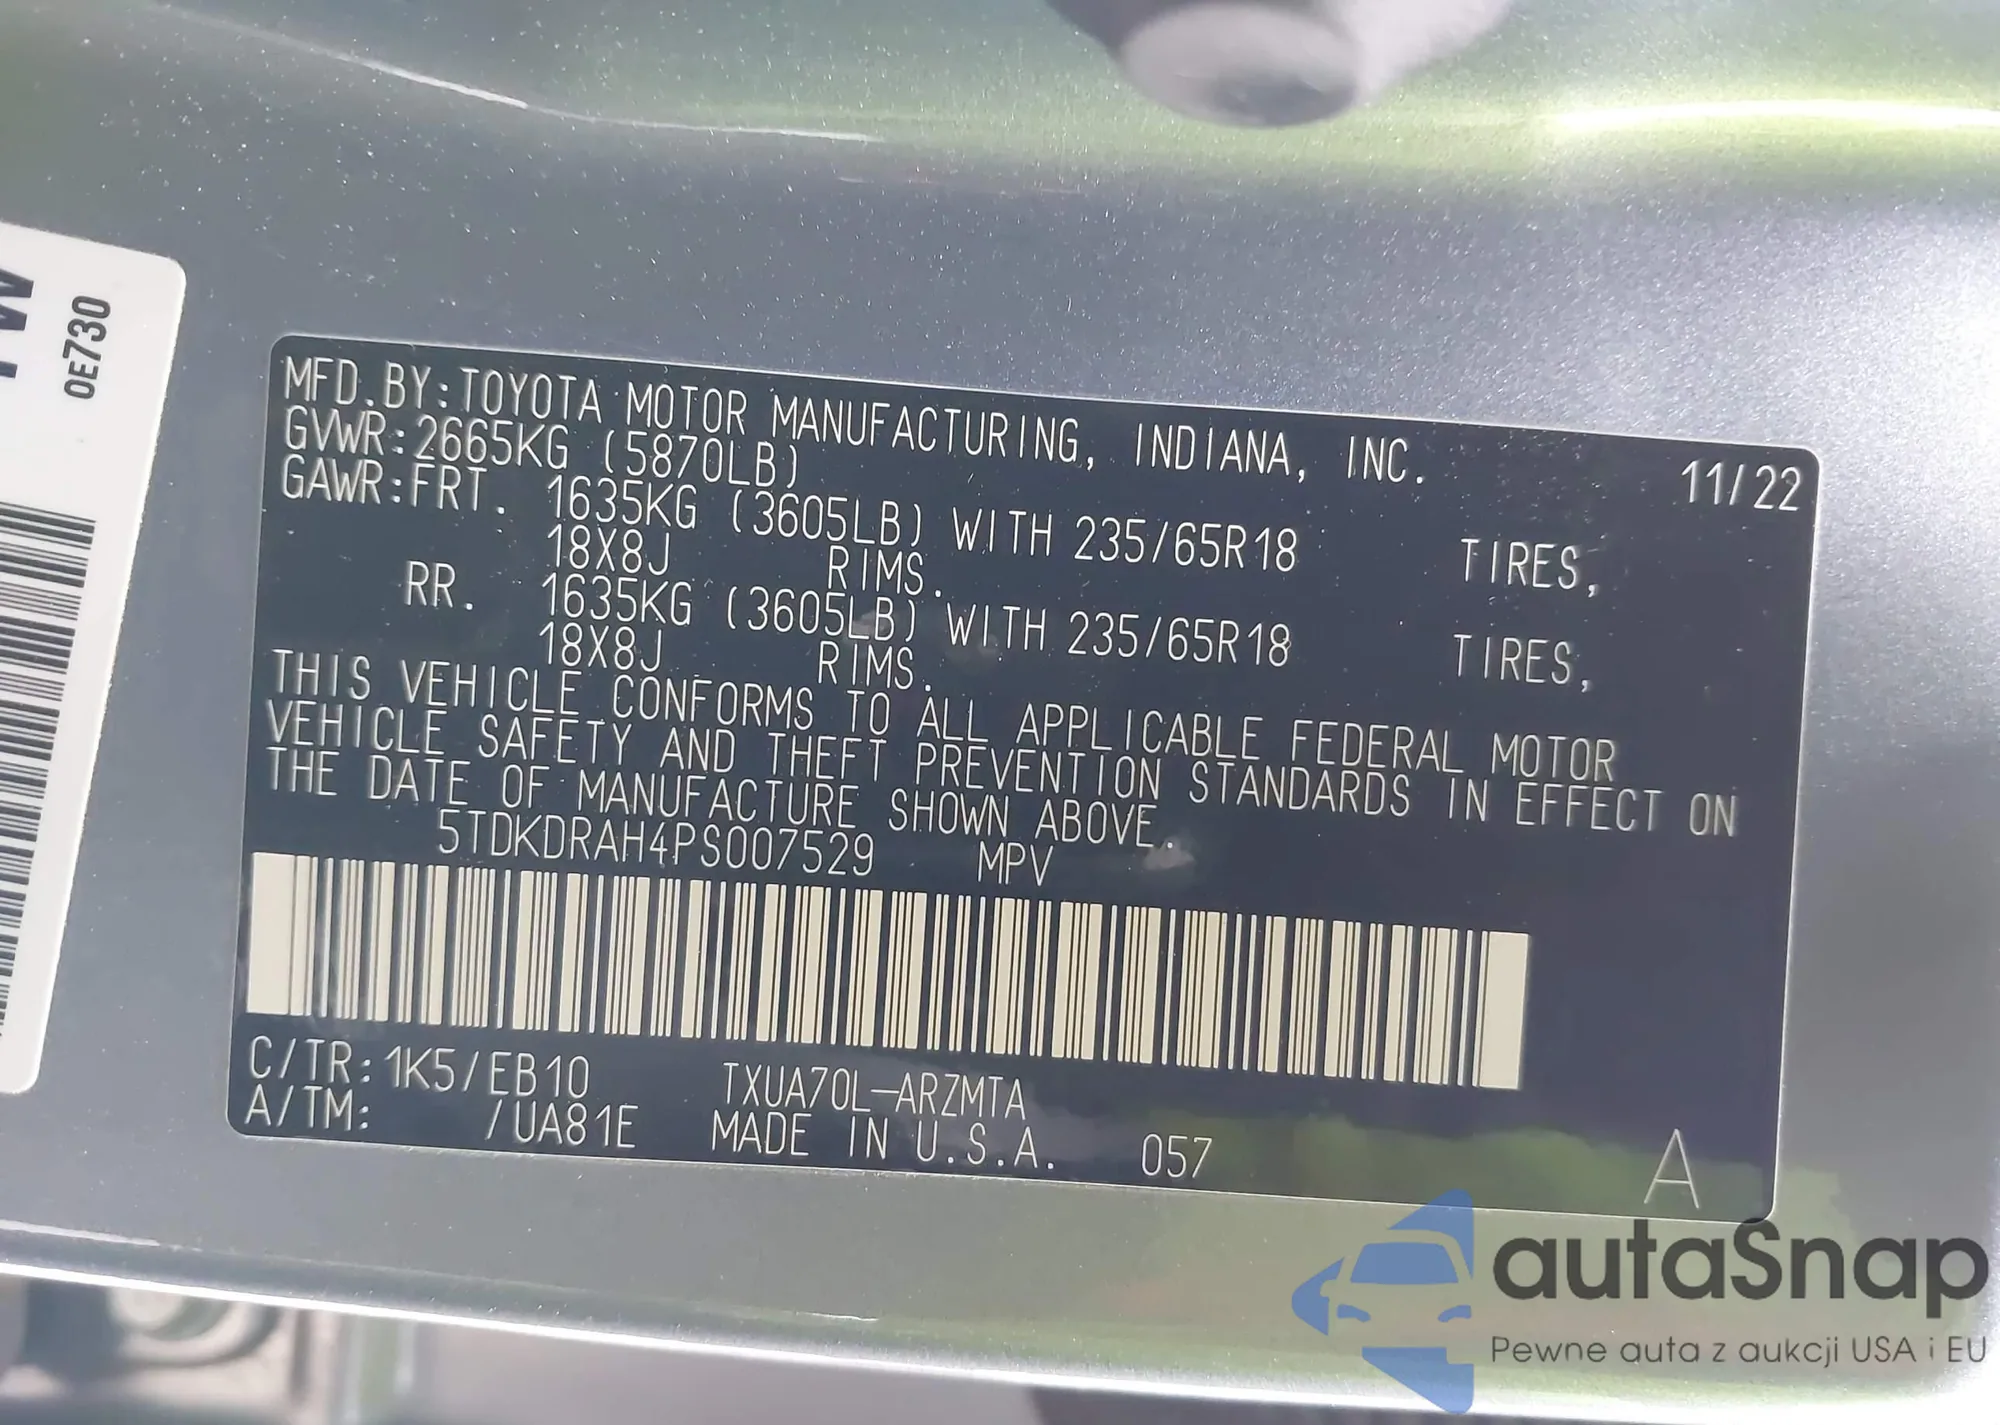 0E730
MFD.BY:TOYOTA MOTOR MANUFACTURING, INDIANA, INC. 11/22
GVWR:2665KG (5870LB)
GAWR:FRT. 1635KG (3605LB) WITH 235/65R18 TIRES,
18X8J RIMS.
RR. 1635KG (3605LB) WITH 235/65R18 TIRES,
18X8J RIMS.
THIS VEHICLE CONFORMS TO ALL APPLICABLE FEDERAL MOTOR
VEHICLE SAFETY AND THEFT PREVENTION STANDARDS IN EFFECT ON
THE DATE OF MANUFACTURE SHOWN ABOVE.
5TDKDRAH4PS007529 MPV
C/TR:1K5/EB10 TXUA70L-ARZMTA
A/TM: /UA81E MADE IN U.S.A. 057 A
autaSnap
Pewne auta z aukcji USA i EU